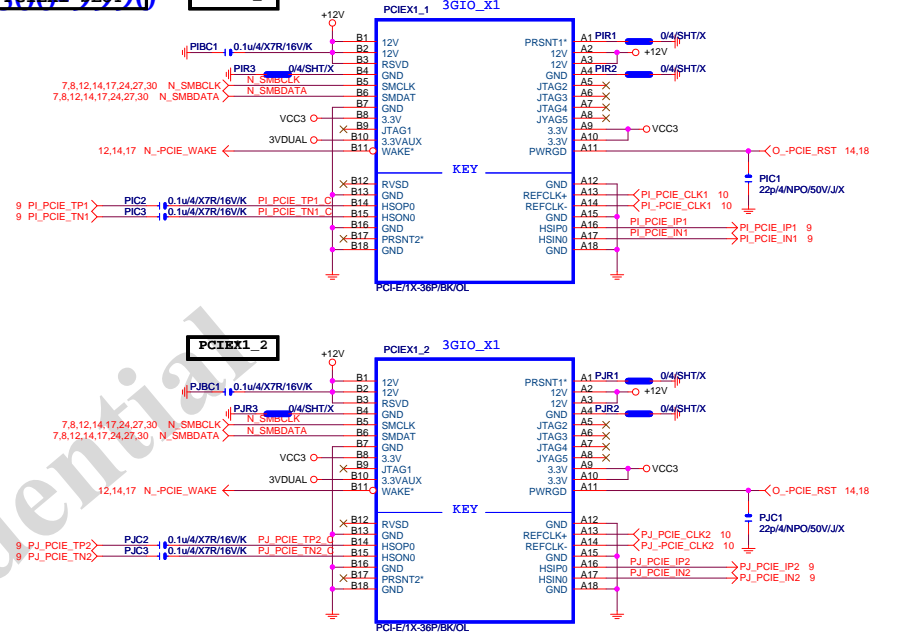 PCIEX1_1 3GIO_X1
+12V
PIBC1 0.1u/4/X7R/16V/K
PIR3 0/4/SHT/X
7,8,12,14,17,24,27,30 N_SMBCLK N_SMBCLK
7,8,12,14,17,24,27,30 N_SMBDATA N_SMBDATA
VCC3
3VDUAL
12,14,17 N_-PCIE_WAKE
9 PI_PCIE_TP1 PIC2 0.1u/4/X7R/16V/K PI_PCIE_TP1_C
9 PI_PCIE_TN1 PIC3 0.1u/4/X7R/16V/K PI_PCIE_TN1_C
B1 12V
B2 12V
B3 RSVD
B4 GND
B5 SMCLK
B6 SMDAT
B7 GND
B8 3.3V
B9 JTAG1
B10 3.3VAUX
B11 WAKE*
KEY
B12 RVSD
B13 GND
B14 HSOP0
B15 HSON0
B16 GND
B17 PRSNT2*
B18 GND
PRSNT1* A1 PIR1 0/4/SHT/X
12V A2 +12V
12V A3
GND A4 PIR2 0/4/SHT/X
JTAG2 A5
JTAG3 A6
JTAG4 A7
JYAG5 A8
3.3V A9 VCC3
3.3V A10
PWRGD A11 O_-PCIE_RST 14,18
PIC1
22p/4/NPO/50V/J/X
GND A12
REFCLK+ A13 PI_PCIE_CLK1 10
REFCLK- A14 PI_-PCIE_CLK1 10
GND A15
HSIP0 A16 PI_PCIE_IP1 PI_PCIE_IP1 9
HSIN0 A17 PI_PCIE_IN1 PI_PCIE_IN1 9
GND A18
PCI-E/1X-36P/BK/OL
PCIEX1_2
PCIEX1_2 3GIO_X1
+12V
PJBC1 0.1u/4/X7R/16V/K
PJR3 0/4/SHT/X
7,8,12,14,17,24,27,30 N_SMBCLK N_SMBCLK
7,8,12,14,17,24,27,30 N_SMBDATA N_SMBDATA
VCC3
3VDUAL
12,14,17 N_-PCIE_WAKE
9 PJ_PCIE_TP2 PJC2 0.1u/4/X7R/16V/K PJ_PCIE_TP2_C
9 PJ_PCIE_TN2 PJC3 0.1u/4/X7R/16V/K PJ_PCIE_TN2_C
B1 12V
B2 12V
B3 RSVD
B4 GND
B5 SMCLK
B6 SMDAT
B7 GND
B8 3.3V
B9 JTAG1
B10 3.3VAUX
B11 WAKE*
KEY
B12 RVSD
B13 GND
B14 HSOP0
B15 HSON0
B16 GND
B17 PRSNT2*
B18 GND
PRSNT1* A1 PJR1 0/4/SHT/X
12V A2 +12V
12V A3
GND A4 PJR2 0/4/SHT/X
JTAG2 A5
JTAG3 A6
JTAG4 A7
JYAG5 A8
3.3V A9 VCC3
3.3V A10
PWRGD A11 O_-PCIE_RST 14,18
PJC1
22p/4/NPO/50V/J/X
GND A12
REFCLK+ A13 PJ_PCIE_CLK2 10
REFCLK- A14 PJ_-PCIE_CLK2 10
GND A15
HSIP0 A16 PJ_PCIE_IP2 PJ_PCIE_IP2 9
HSIN0 A17 PJ_PCIE_IN2 PJ_PCIE_IN2 9
GND A18
PCI-E/1X-36P/BK/OL
dential